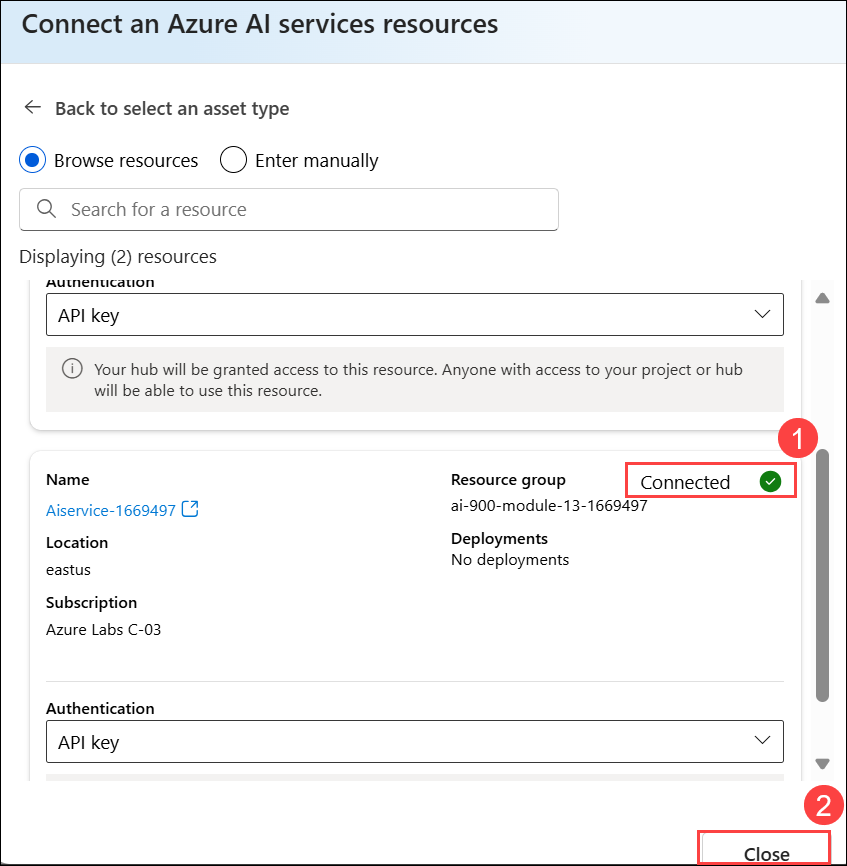 Connect an Azure AI services resources
Back to select an asset type
Browse resources Enter manually
Search for a resource
Displaying (2) resources
Authentication
API key
Your hub will be granted access to this resource. Anyone with access to your project or hub
will be able to use this resource.
1
Name
Aiservice-1669497
Location
eastus
Subscription
Azure Labs C-03
Resource group
Connected
ai-900-module-13-1669497
Deployments
No deployments
Authentication
API key
2
Close